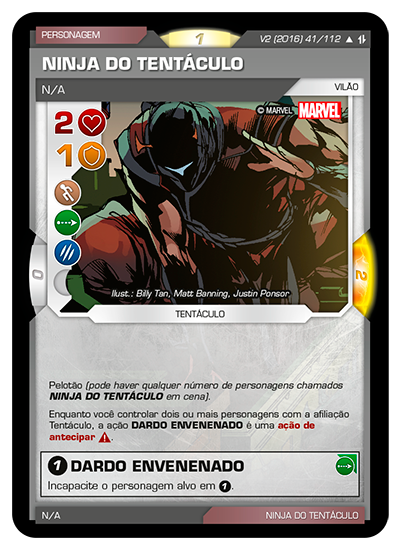 PERSONAGEM
1
V2 (2016) 41/112
NINJA DO TENTÁCULO
N/A
VILÃO
© MARVEL MARVEL
2
1
0
2
Ilust.: Billy Tan, Matt Banning, Justin Ponsor
TENTÁCULO
Pelotão (pode haver qualquer número de personagens chamados
NINJA DO TENTÁCULO em cena).
Enquanto você controlar dois ou mais personagens com a afiliação
Tentáculo, a ação DARDO ENVENENADO é uma ação de
antecipar.
1 DARDO ENVENENADO
Incapacite o personagem alvo em 1.
N/A
NINJA DO TENTÁCULO